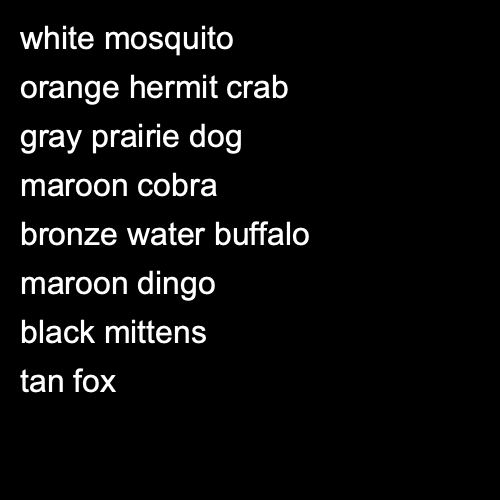 white mosquito
orange hermit crab
gray prairie dog
maroon cobra
bronze water buffalo
maroon dingo
black mittens
tan fox